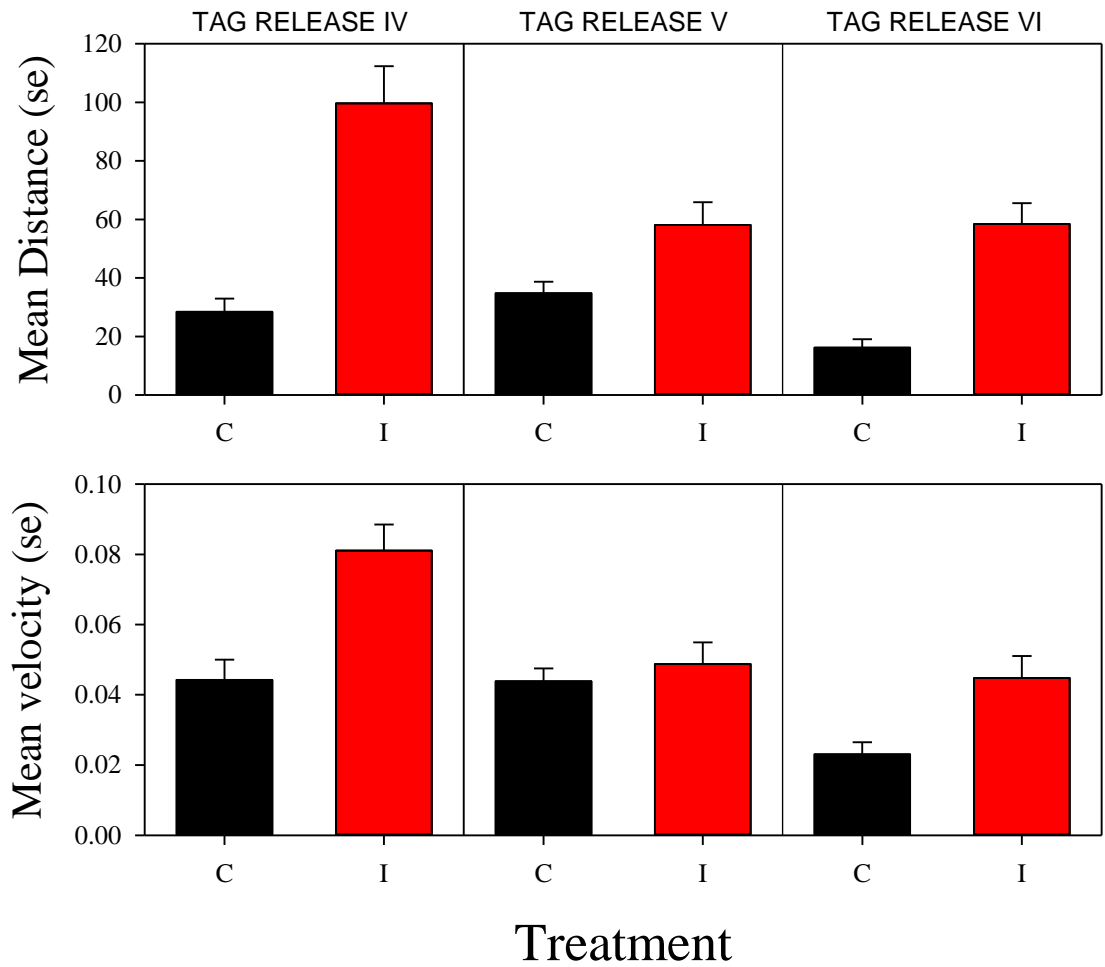 TAG RELEASE IV TAG RELEASE V TAG RELEASE VI
Mean Distance (se)
120
100
80
60
40
20
0
C I C I C I
Mean velocity (se)
0.10
0.08
0.06
0.04
0.02
0.00
C I C I C I
Treatment